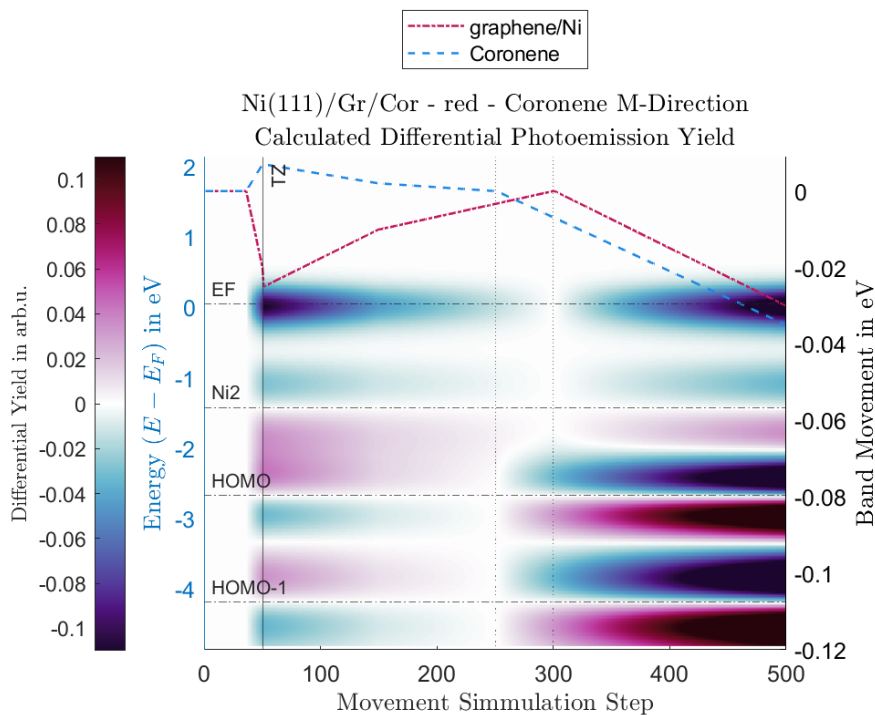 graphene/Ni
Coronene
Ni(111)/Gr/Cor - red - Coronene M-Direction
Calculated Differential Photoemission Yield
Differential Yield in arb.u.
0.1
0.08
0.06
0.04
0.02
0
-0.02
-0.04
-0.06
-0.08
-0.1
Energy (E − E_F) in eV
2
1
0
-1
-2
-3
-4
TZ
EF
Ni2
HOMO
HOMO-1
0
-0.02
-0.04
-0.06
-0.08
-0.1
-0.12
Band Movement in eV
0 100 200 300 400 500
Movement Simmulation Step